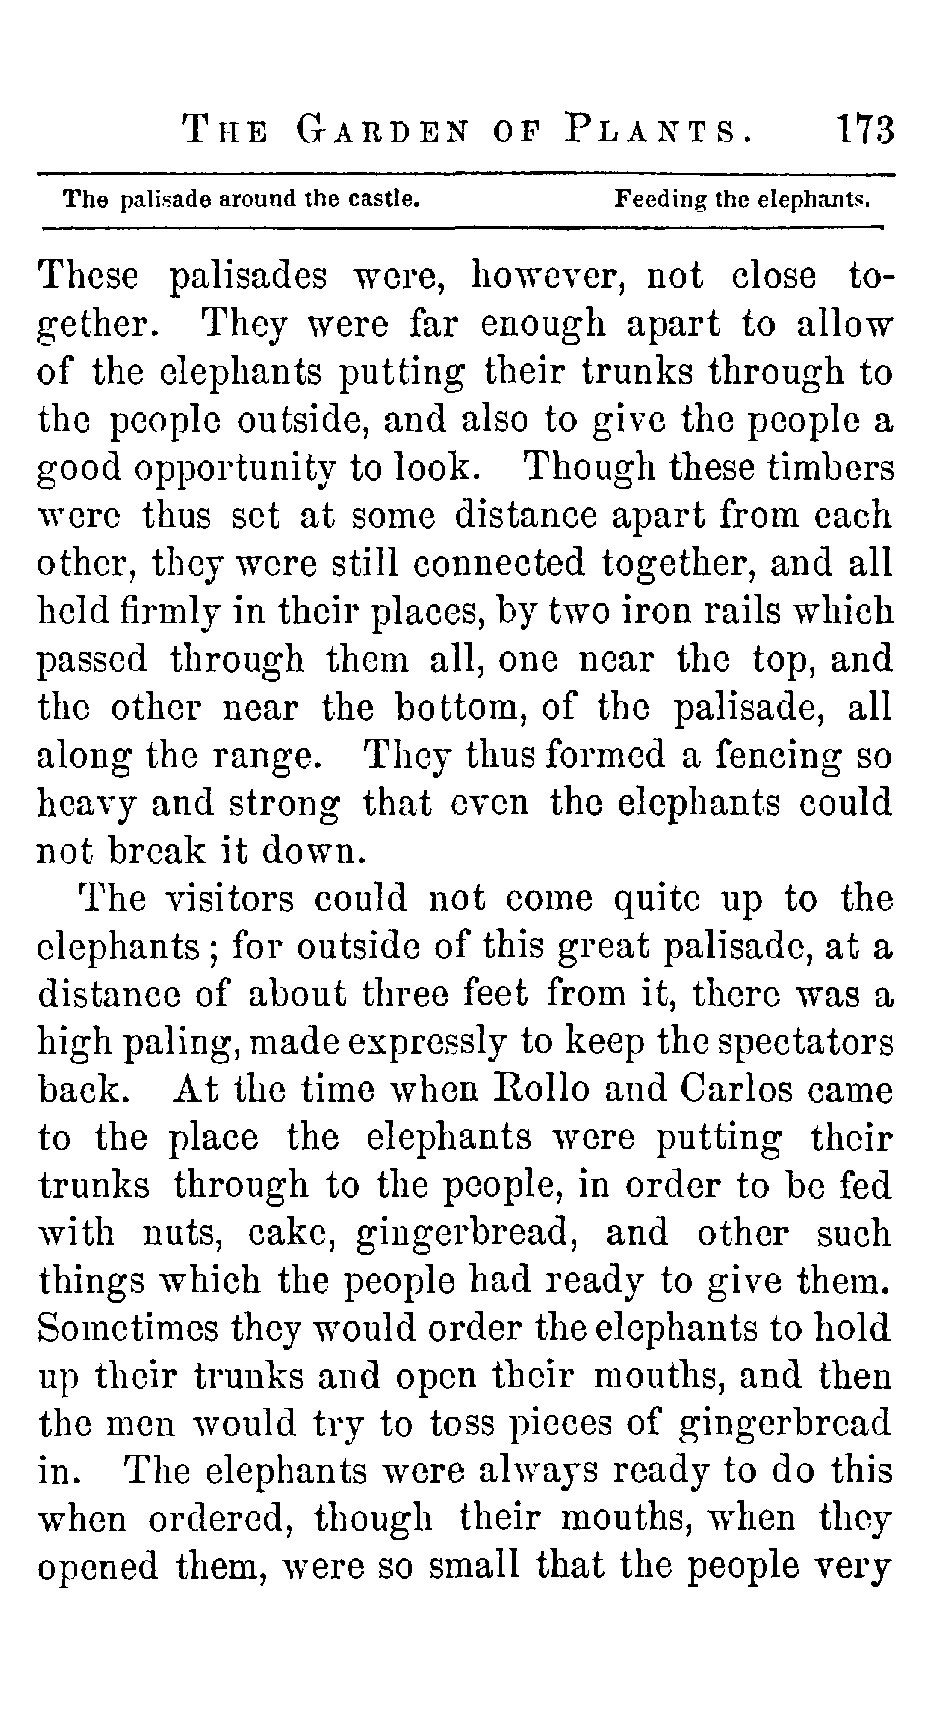 THE GARDEN OF PLANTS. 173
The palisade around the castle. Feeding the elephants.
These palisades were, however, not close to-
gether. They were far enough apart to allow
of the elephants putting their trunks through to
the people outside, and also to give the people a
good opportunity to look. Though these timbers
were thus set at some distance apart from each
other, they were still connected together, and all
held firmly in their places, by two iron rails which
passed through them all, one near the top, and
the other near the bottom, of the palisade, all
along the range. They thus formed a fencing so
heavy and strong that even the elephants could
not break it down.
The visitors could not come quite up to the
elephants; for outside of this great palisade, at a
distance of about three feet from it, there was a
high paling, made expressly to keep the spectators
back. At the time when Rollo and Carlos came
to the place the elephants were putting their
trunks through to the people, in order to be fed
with nuts, cake, gingerbread, and other such
things which the people had ready to give them.
Sometimes they would order the elephants to hold
up their trunks and open their mouths, and then
the men would try to toss pieces of gingerbread
in. The elephants were always ready to do this
when ordered, though their mouths, when they
opened them, were so small that the people very